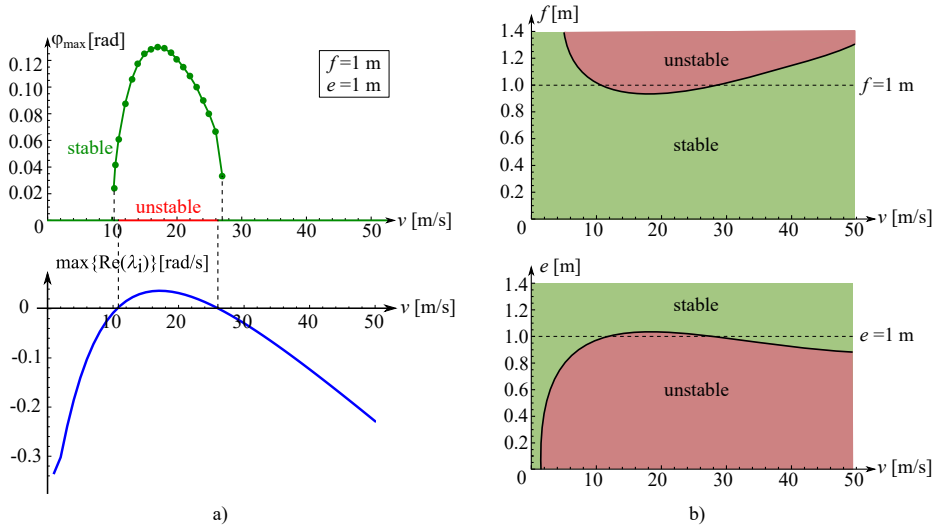 φmax [rad]
0.12
0.10
0.08
0.06
0.04
0.02
0
f=1 m
e=1 m
stable
unstable
10 20 30 40 50
v [m/s]
max{Re(λi)} [rad/s]
0
-0.1
-0.2
-0.3
10 20 30 40 50
v [m/s]
a)
f [m]
1.4
1.2
1.0
0.8
0.6
0.4
0.2
0
unstable
stable
f=1 m
10 20 30 40 50
v [m/s]
e [m]
1.4
1.2
1.0
0.8
0.6
0.4
0.2
0
stable
unstable
e=1 m
10 20 30 40 50
v [m/s]
b)